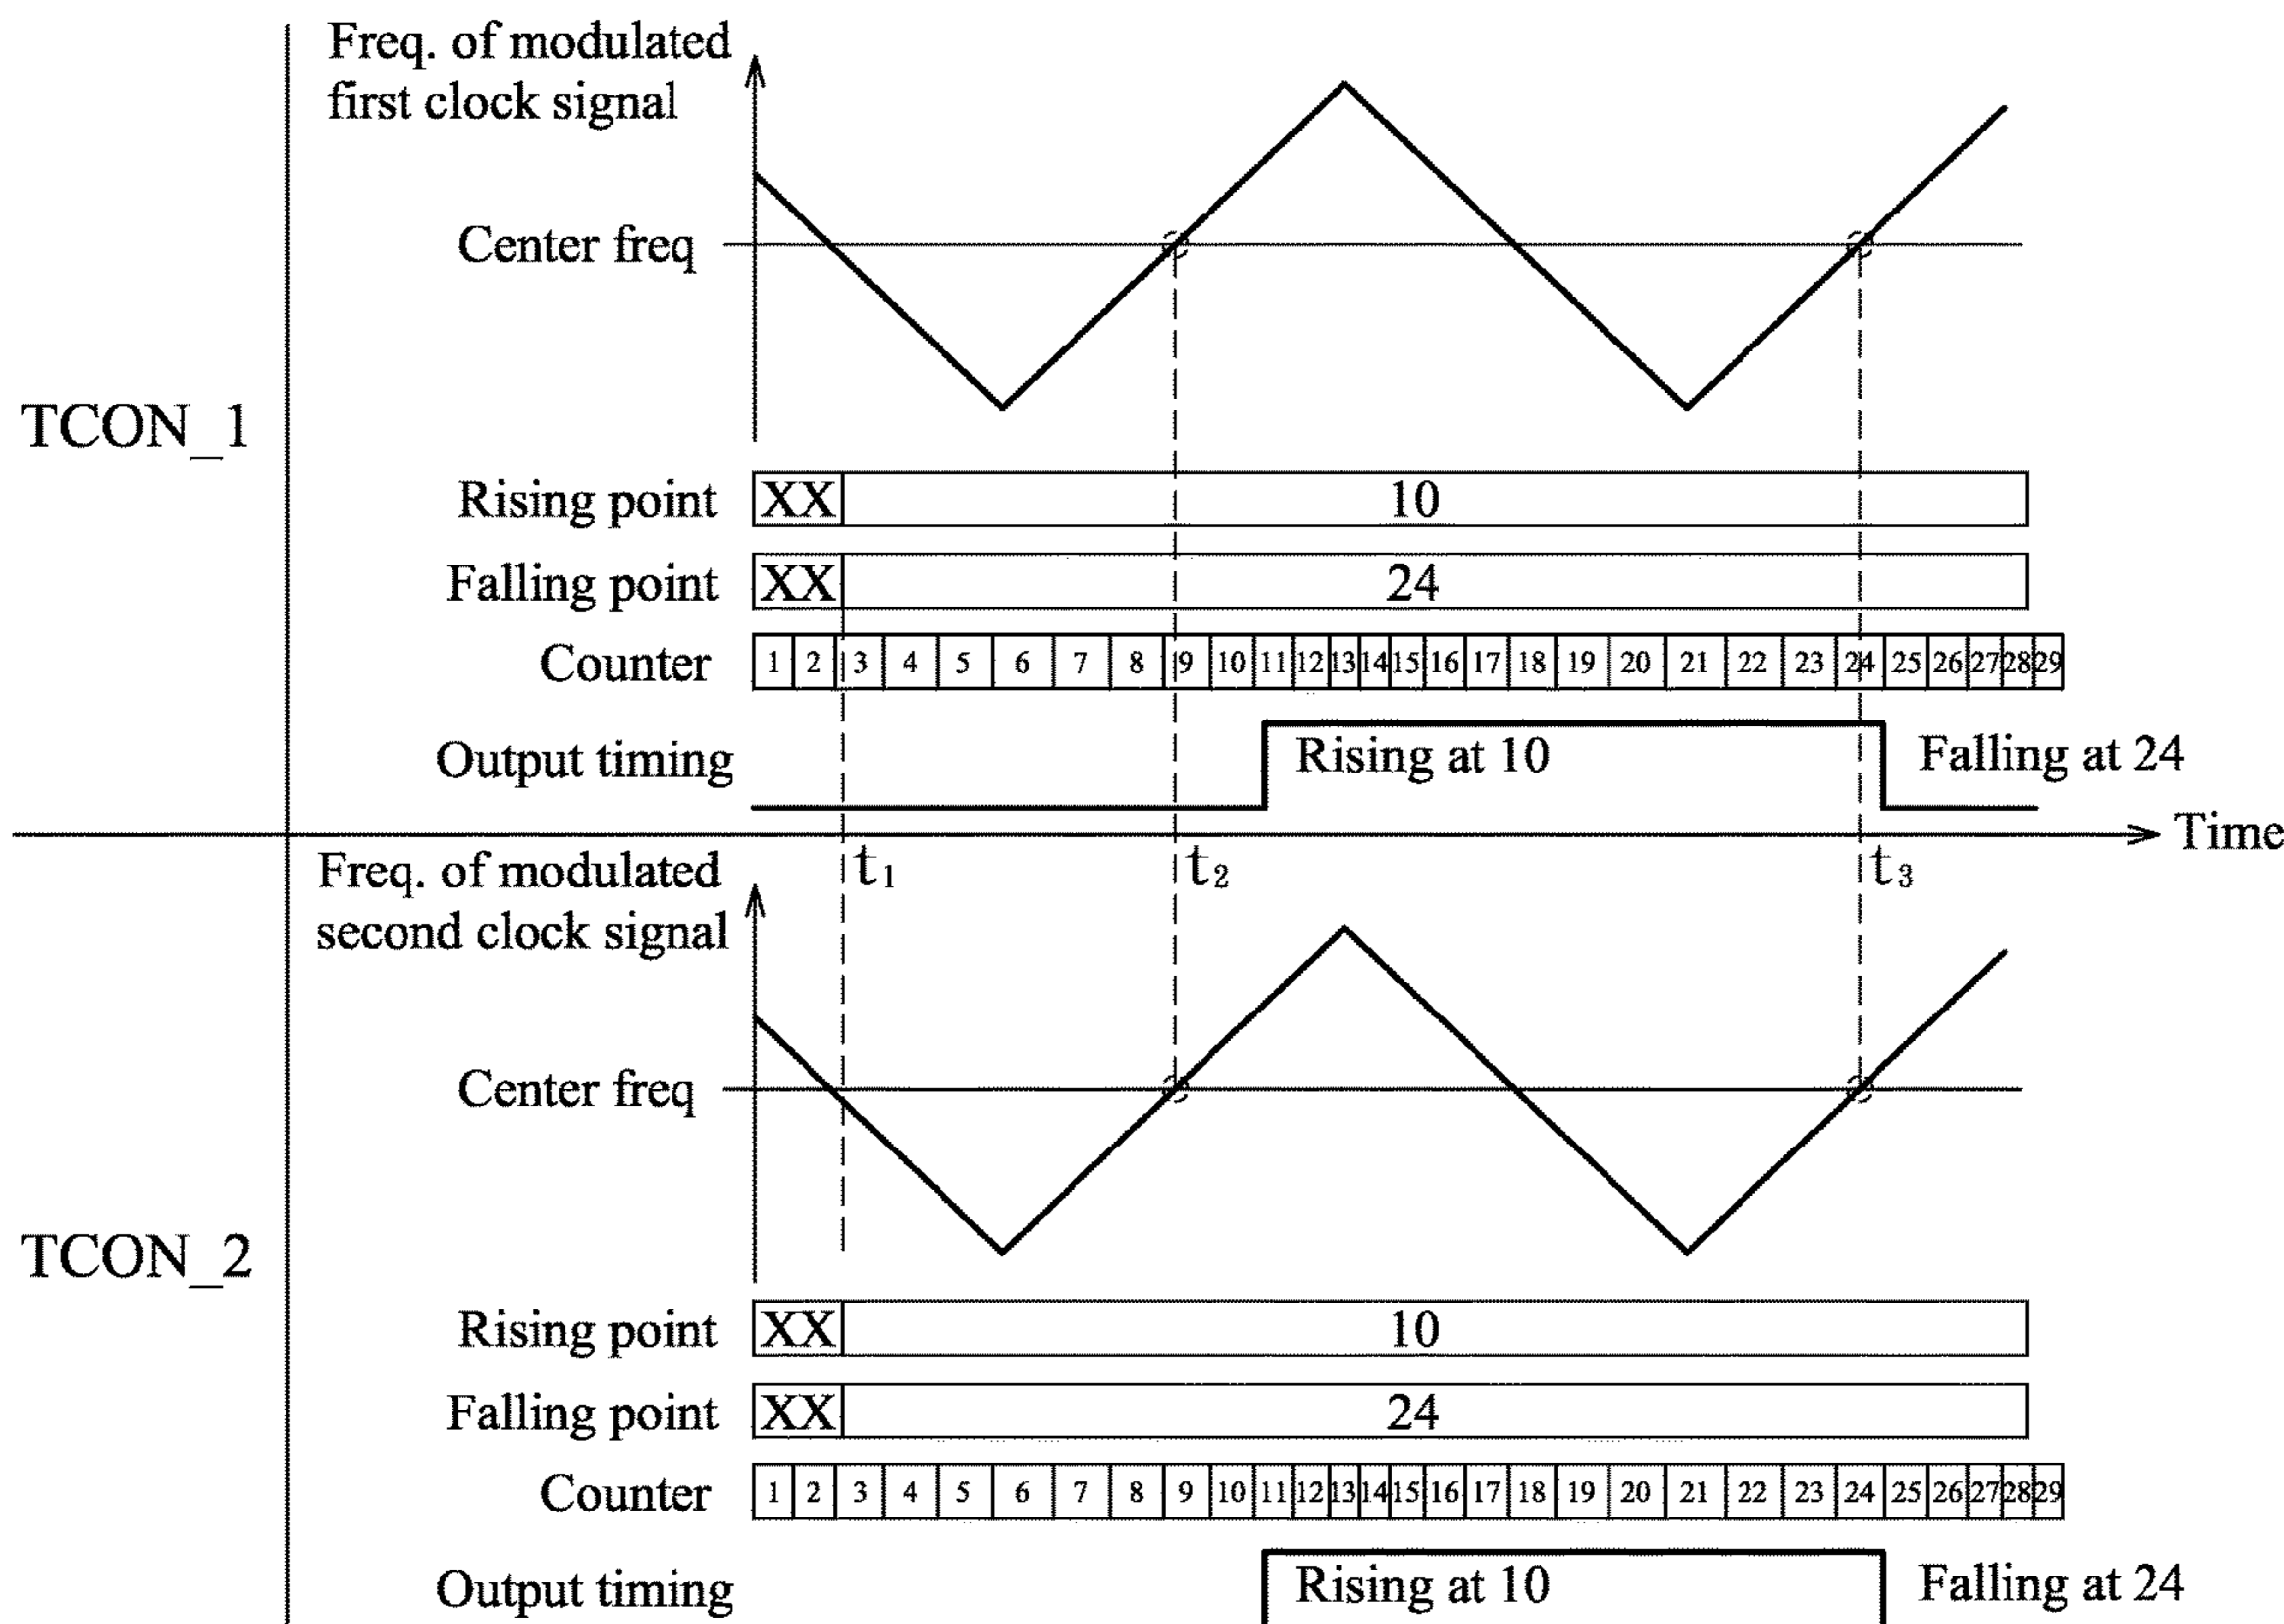 Freq. of modulated
first clock signal
Center freq
TCON_1
Rising point XX 10
Falling point XX 24
Counter 1 2 3 4 5 6 7 8 9 10 11 12 13 14 15 16 17 18 19 20 21 22 23 24 25 26 27 28 29
Output timing Rising at 10 Falling at 24
Time
t1 t2 t3
Freq. of modulated
second clock signal
Center freq
TCON_2
Rising point XX 10
Falling point XX 24
Counter 1 2 3 4 5 6 7 8 9 10 11 12 13 14 15 16 17 18 19 20 21 22 23 24 25 26 27 28 29
Output timing Rising at 10 Falling at 24